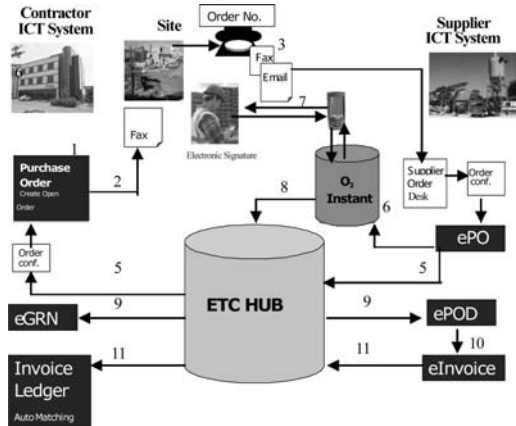 Contractor
ICT System
Site
Order No.
Supplier
ICT System
3
Fax
Email
6
7
Fax
Electronic Signature
1
Purchase
Order
Create Open
Order
2
O₂
Instant
Supplier
Order
Desk
Order
conf.
8
6
ePO
Order
conf.
5
5
ETC HUB
eGRN
9
9
ePOD
10
Invoice
Ledger
Auto Matching
11
11
eInvoice